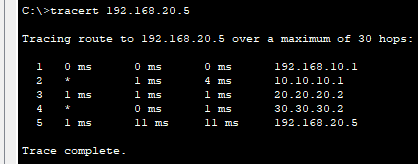 C:\>tracert 192.168.20.5
Tracing route to 192.168.20.5 over a maximum of 30 hops:
1 0 ms 0 ms 0 ms 192.168.10.1
2 * 1 ms 4 ms 10.10.10.1
3 1 ms 1 ms 1 ms 20.20.20.2
4 * 0 ms 1 ms 30.30.30.2
5 1 ms 11 ms 11 ms 192.168.20.5
Trace complete.